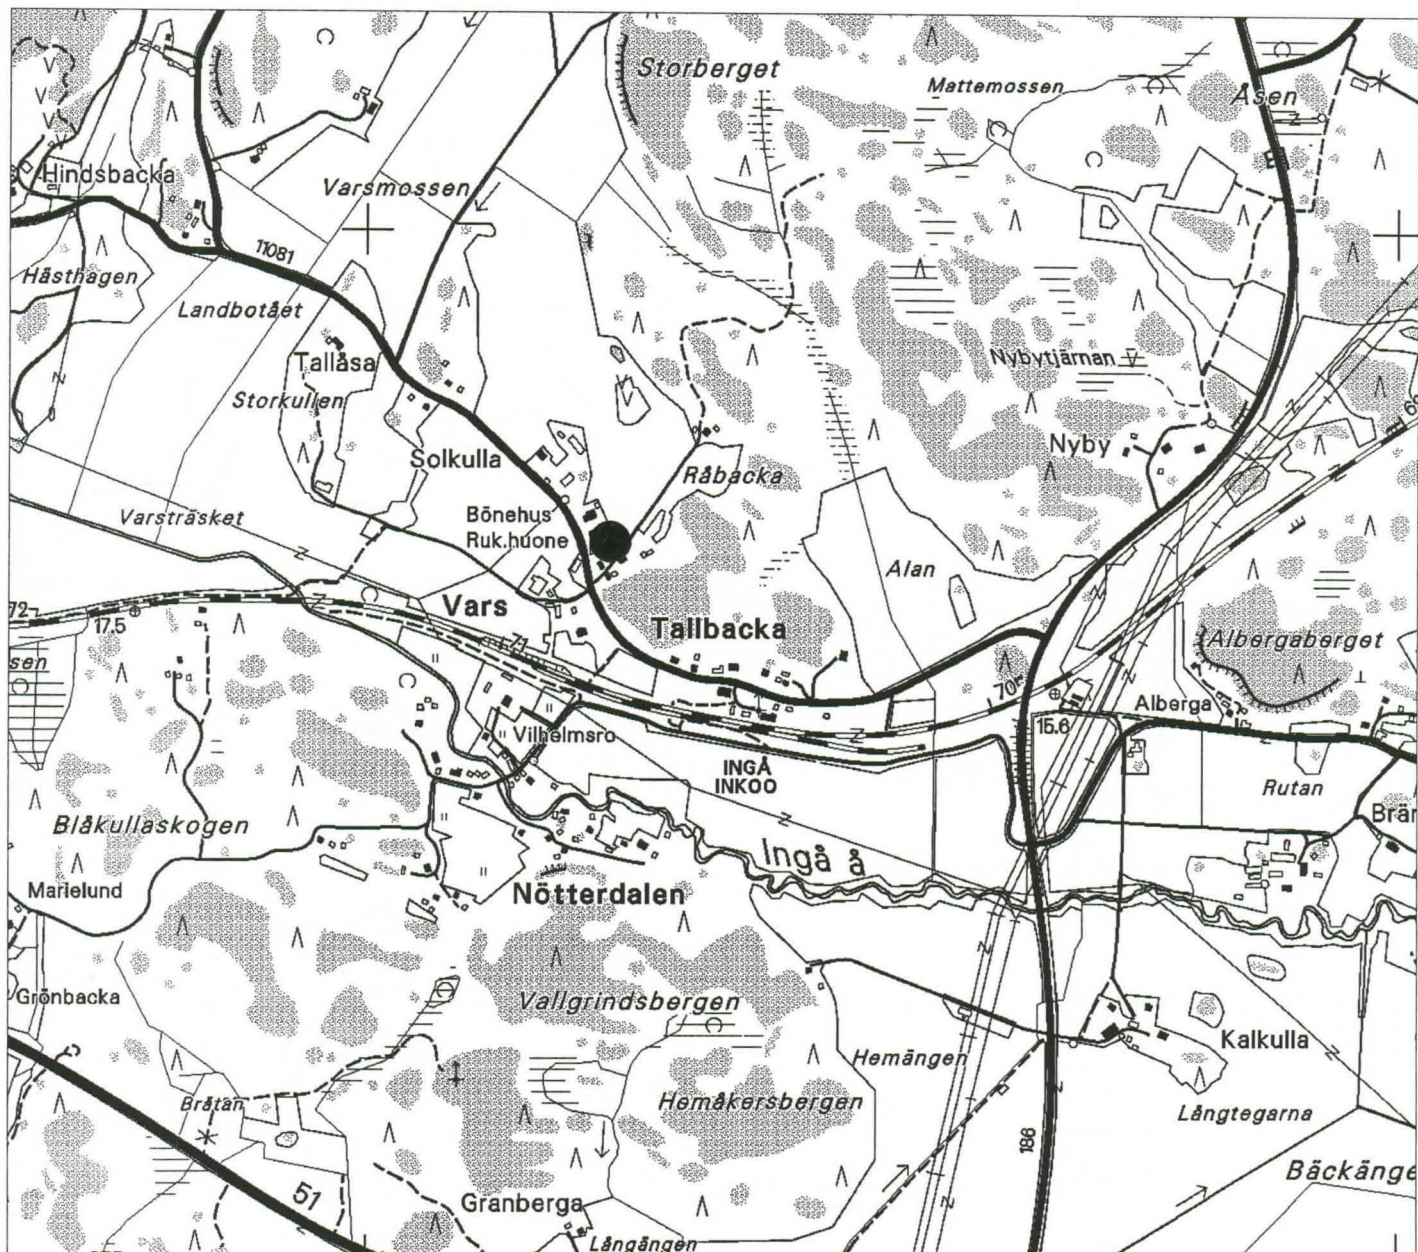 Storberget
Mattemossen
Åsen
Hindsbacka
Varsmossen
11081
Hästhagen
Landbotået
Tallåsa
Nybytjärnan
Storkullen
Solkulla
Nyby
Råbacka
Varsträsket
Bönehus
Ruk.huone
Alan
Vars
72
17.5
71
Tallbacka
Albergaberget
sen
70
Alberga
15.6
Vilhelmsro
INGÅ
INKOO
Rutan
Blåkullaskogen
Brär
Ingå å
Marielund
Nötterdalen
Grönbacka
Vallgrindsbergen
Hemängen
Kalkulla
Bråtan
Hemåkersbergen
Långtegarna
186
51
Bäckänge
Granberga
Långängen